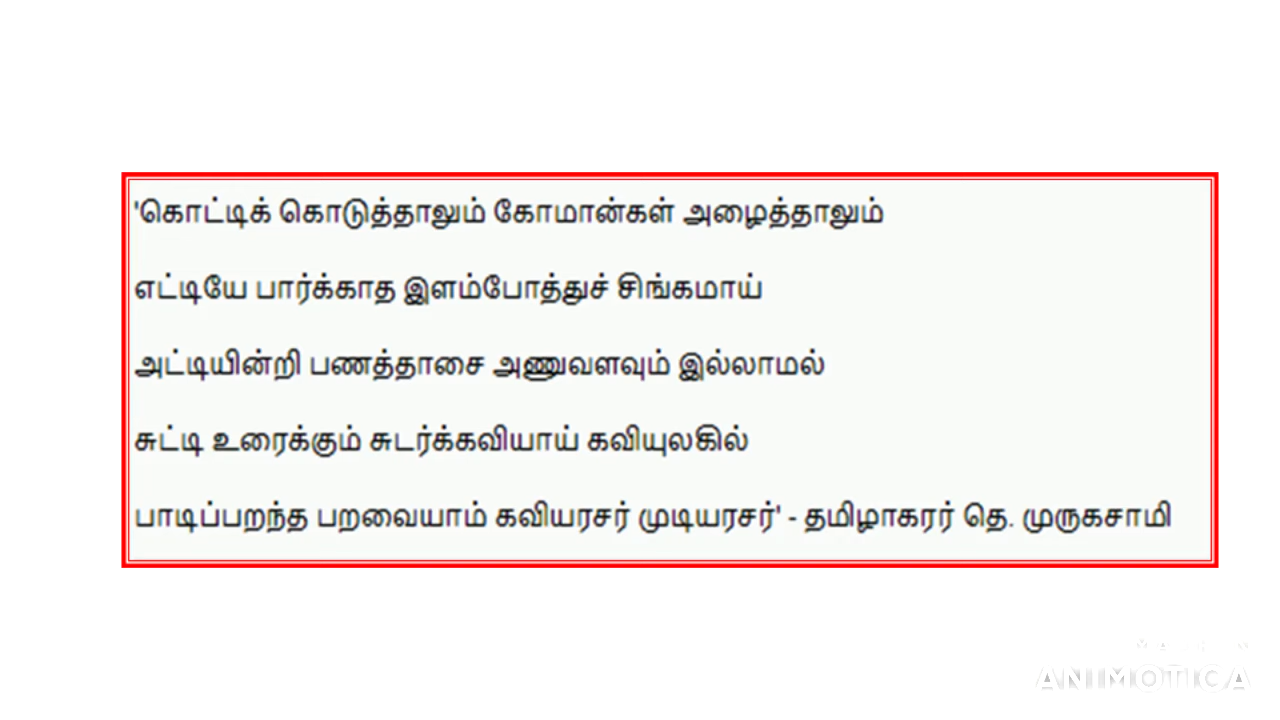 'கொட்டிக் கொடுத்தாலும் கோமான்கள் அழைத்தாலும்
எட்டியே பார்க்காத இளம்போத்துச் சிங்கமாய்
அட்டியின்றி பணத்தாசை அணுவளவும் இல்லாமல்
சுட்டி உரைக்கும் சுடர்க்கவியாய் கவியுலகில்
பாடிப்பறந்த பறவையாம் கவியரசர் முடியரசர்' - தமிழாகரர் தெ. முருகசாமி
ANIMOTICA